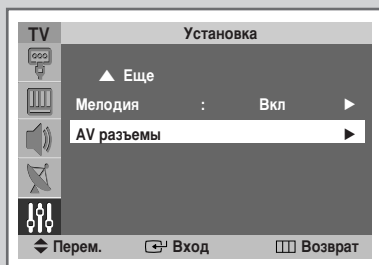 TV Установка
▲ Еще
Мелодия : Вкл ▶
AV разъемы ▶
Перем. Вход Возврат